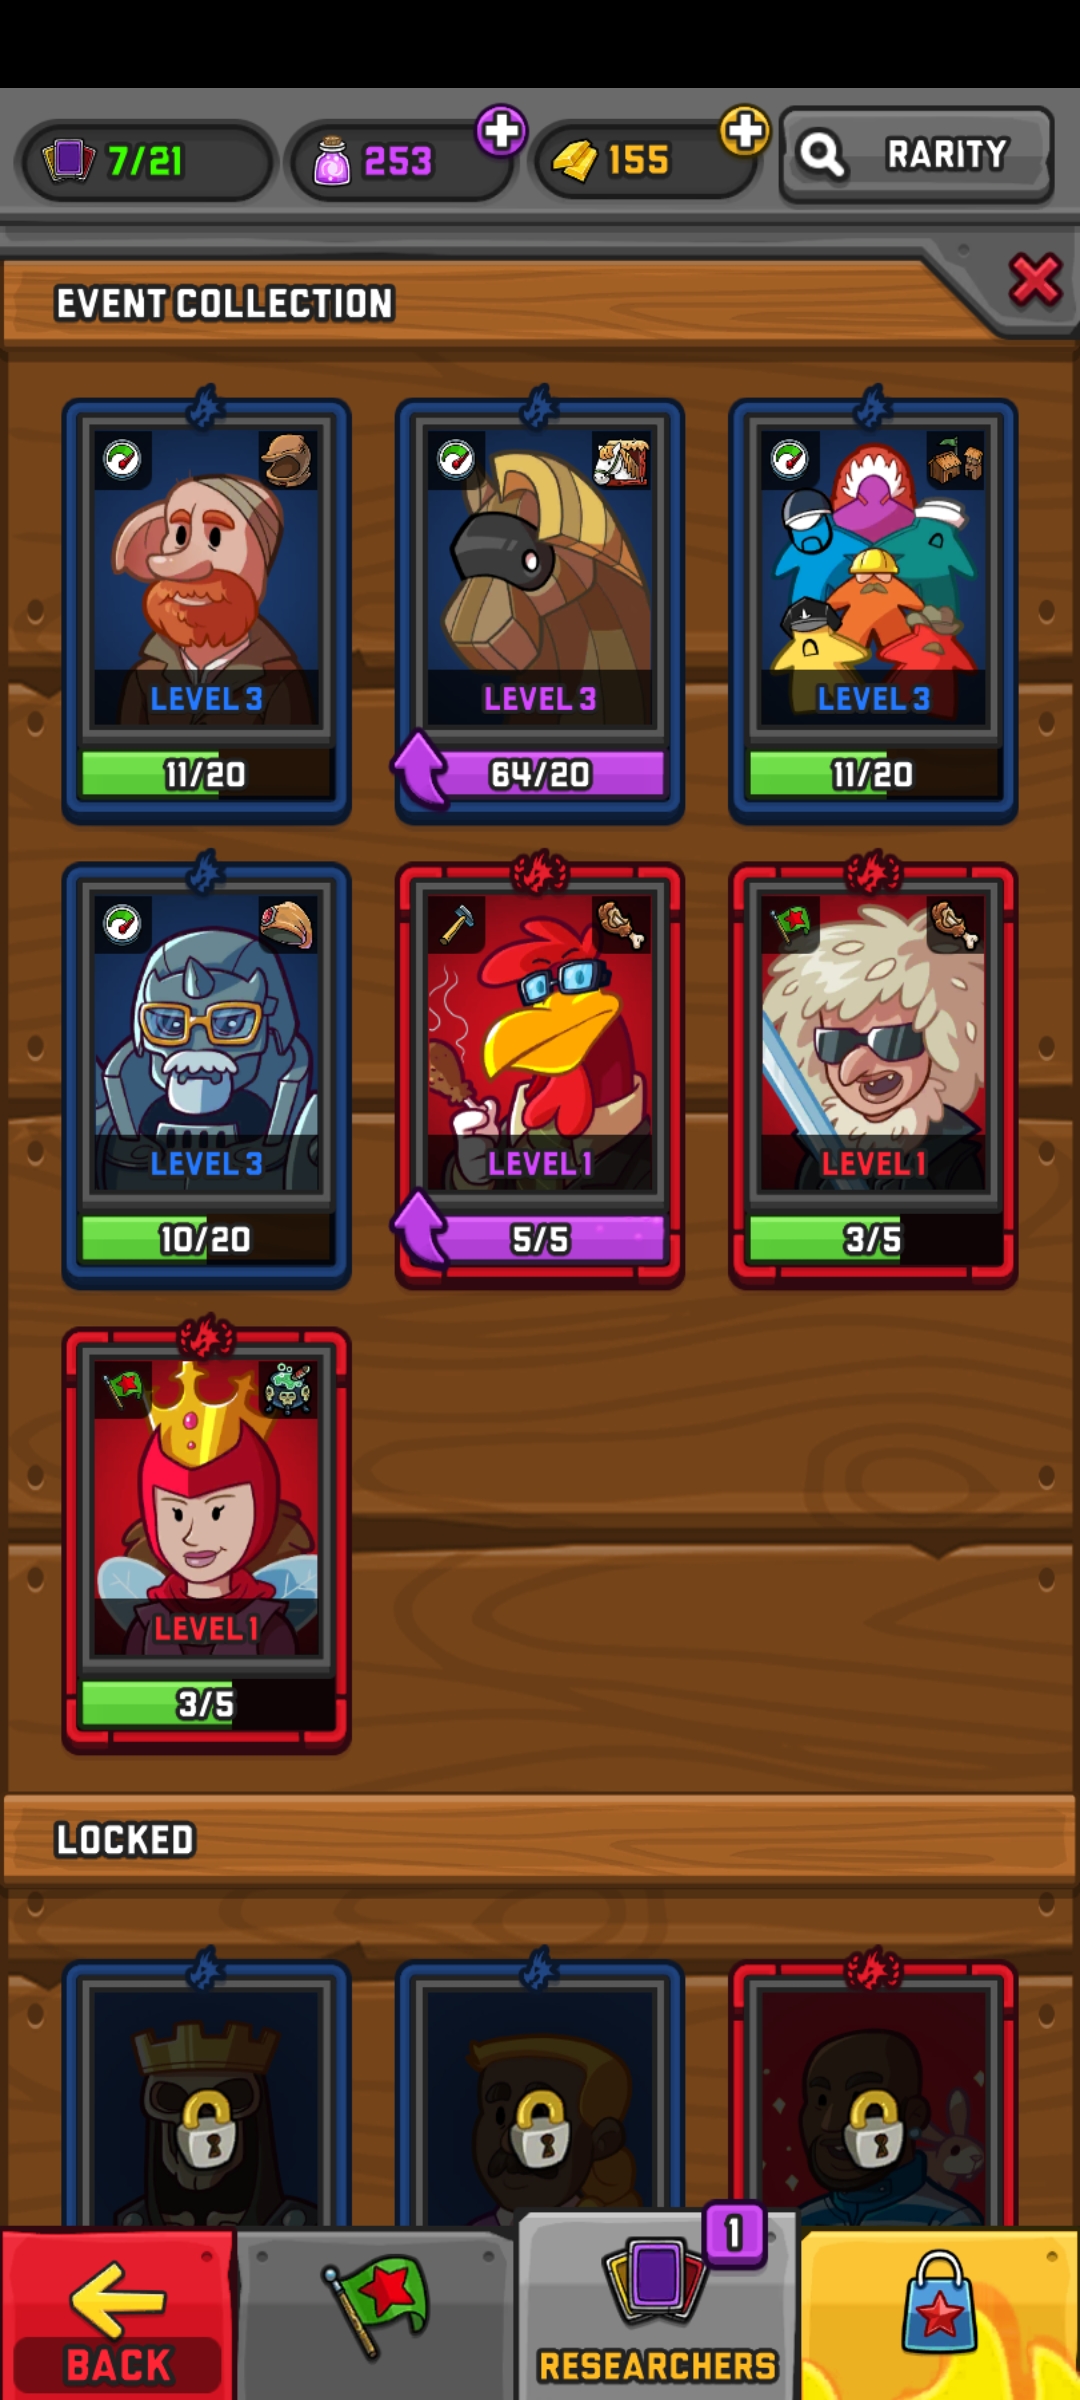 7/21
253
155
RARITY
EVENT COLLECTION
LEVEL 3
LEVEL 3
LEVEL 3
11/20
64/20
11/20
LEVEL 3
LEVEL 1
LEVEL 1
10/20
5/5
3/5
LEVEL 1
3/5
LOCKED
1
BACK
RESEARCHERS